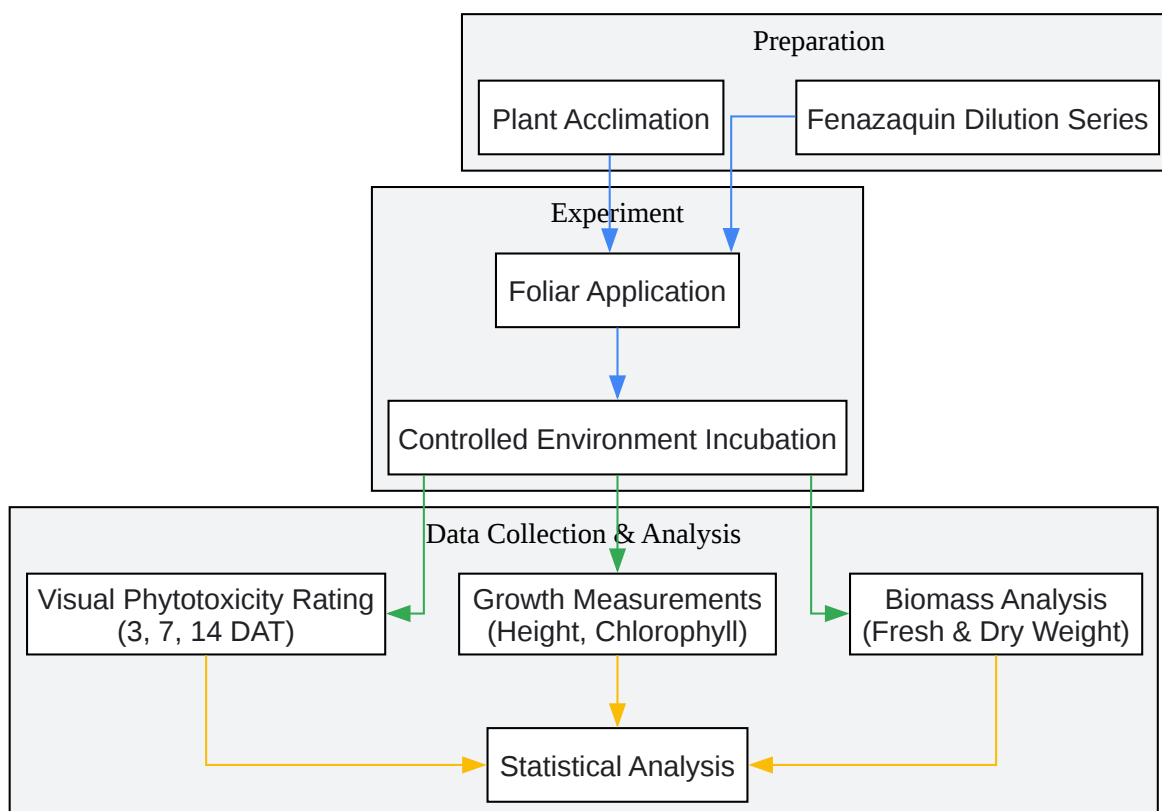 Preparation
Plant Acclimation
Fenazaquin Dilution Series
Experiment
Foliar Application
Controlled Environment Incubation
Data Collection & Analysis
Visual Phytotoxicity Rating
(3, 7, 14 DAT)
Growth Measurements
(Height, Chlorophyll)
Biomass Analysis
(Fresh & Dry Weight)
Statistical Analysis